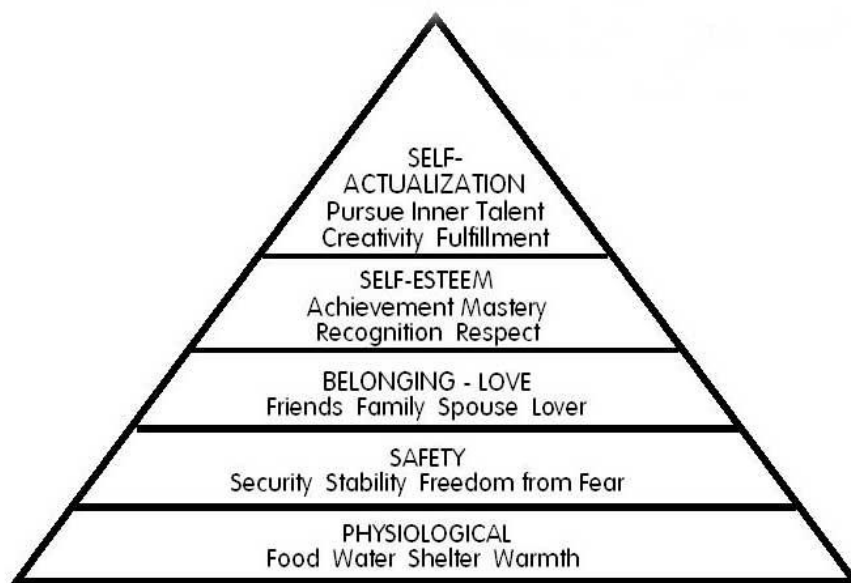 SELF-
ACTUALIZATION
Pursue Inner Talent
Creativity Fulfillment
SELF-ESTEEM
Achievement Mastery
Recognition Respect
BELONGING - LOVE
Friends Family Spouse Lover
SAFETY
Security Stability Freedom from Fear
PHYSIOLOGICAL
Food Water Shelter Warmth